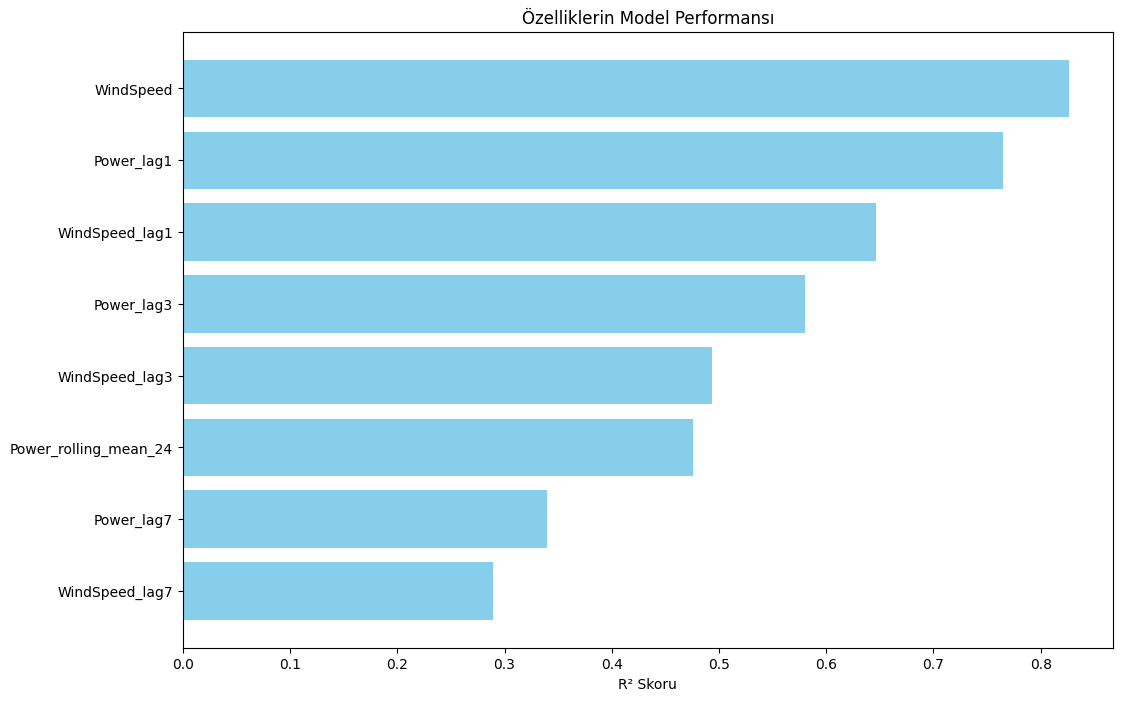 Özelliklerin Model Performansı
WindSpeed
Power_lag1
WindSpeed_lag1
Power_lag3
WindSpeed_lag3
Power_rolling_mean_24
Power_lag7
WindSpeed_lag7
0.0 0.1 0.2 0.3 0.4 0.5 0.6 0.7 0.8
R² Skoru